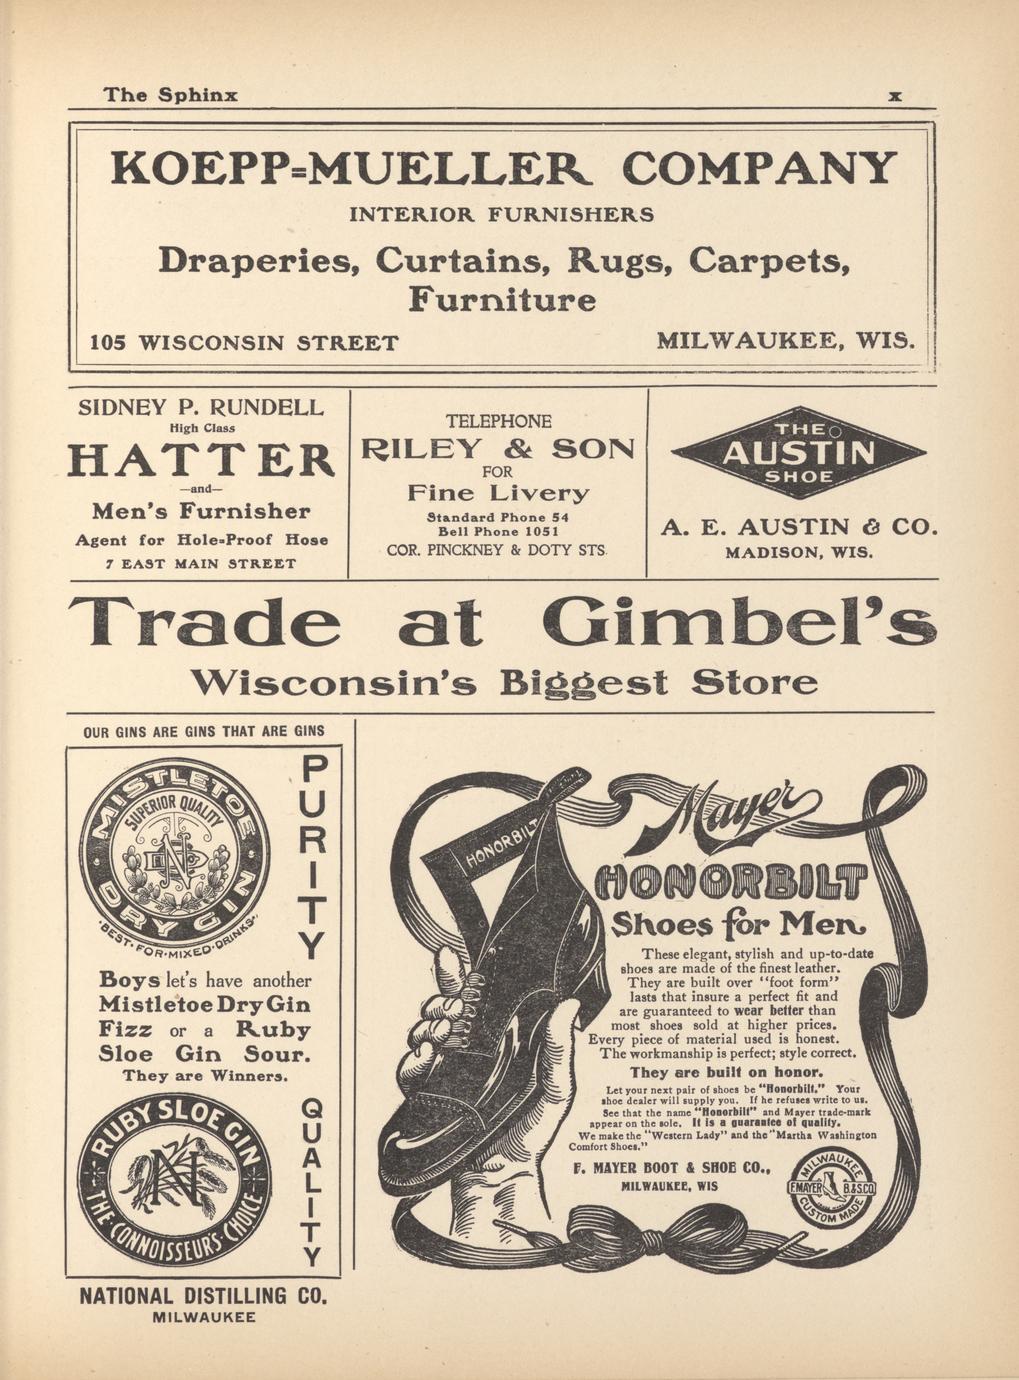 The Sphinx x
KOEPP=MUELLER COMPANY
INTERIOR FURNISHERS
Draperies, Curtains, Rugs, Carpets,
Furniture
105 WISCONSIN STREET MILWAUKEE, WIS.
SIDNEY P. RUNDELL
High Class
HATTER
—and—
Men's Furnisher
Agent for Hole=Proof Hose
7 EAST MAIN STREET
TELEPHONE
RILEY & SON
FOR
Fine Livery
Standard Phone 54
Bell Phone 1051
COR. PINCKNEY & DOTY STS.
THE
AUSTIN
SHOE
A. E. AUSTIN & CO.
MADISON, WIS.
Trade at Gimbel's
Wisconsin's Biggest Store
OUR GINS ARE GINS THAT ARE GINS
MISTLETOE
SUPERIOR QUALITY
N D Co
DRY GIN
·BEST·FOR·MIXED·DRINKS·
PURITY
Boys let's have another
Mistletoe Dry Gin
Fizz or a Ruby
Sloe Gin Sour.
They are Winners.
RUBY SLOE GIN
N
THE·CONNOISSEUR'S·CHOICE
QUALITY
NATIONAL DISTILLING CO.
MILWAUKEE
HONORBILT
Mayer
HONORBILT
Shoes for Men
These elegant, stylish and up-to-date
shoes are made of the finest leather.
They are built over "foot form"
lasts that insure a perfect fit and
are guaranteed to wear better than
most shoes sold at higher prices.
Every piece of material used is honest.
The workmanship is perfect; style correct.
They are built on honor.
Let your next pair of shoes be "Honorbilt." Your
shoe dealer will supply you. If he refuses write to us.
See that the name "Honorbilt" and Mayer trade-mark
appear on the sole. It is a guarantee of quality.
We make the "Western Lady" and the "Martha Washington
Comfort Shoes."
F. MAYER BOOT & SHOE CO.,
MILWAUKEE, WIS
MILWAUKEE
F.MAYER B.&S.CO.
CUSTOM MADE